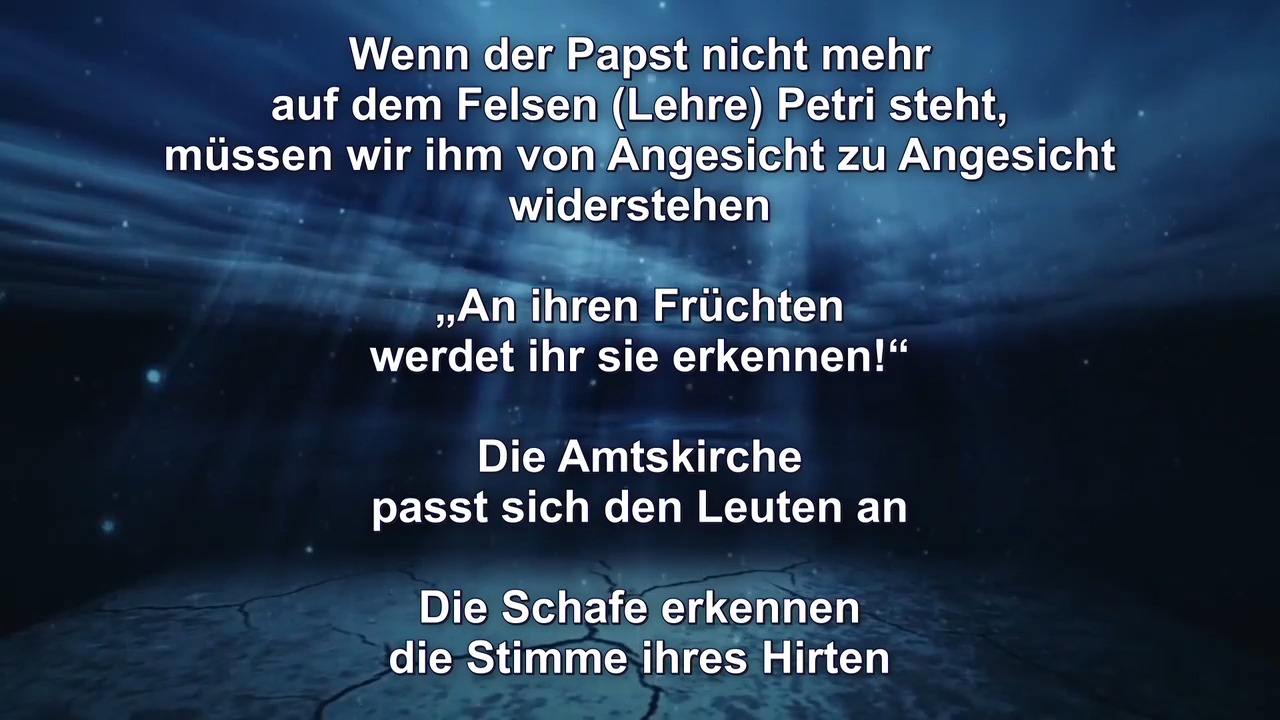 Wenn der Papst nicht mehr
auf dem Felsen (Lehre) Petri steht,
müssen wir ihm von Angesicht zu Angesicht
widerstehen
„An ihren Früchten
werdet ihr sie erkennen!“
Die Amtskirche
passt sich den Leuten an
Die Schafe erkennen
die Stimme ihres Hirten